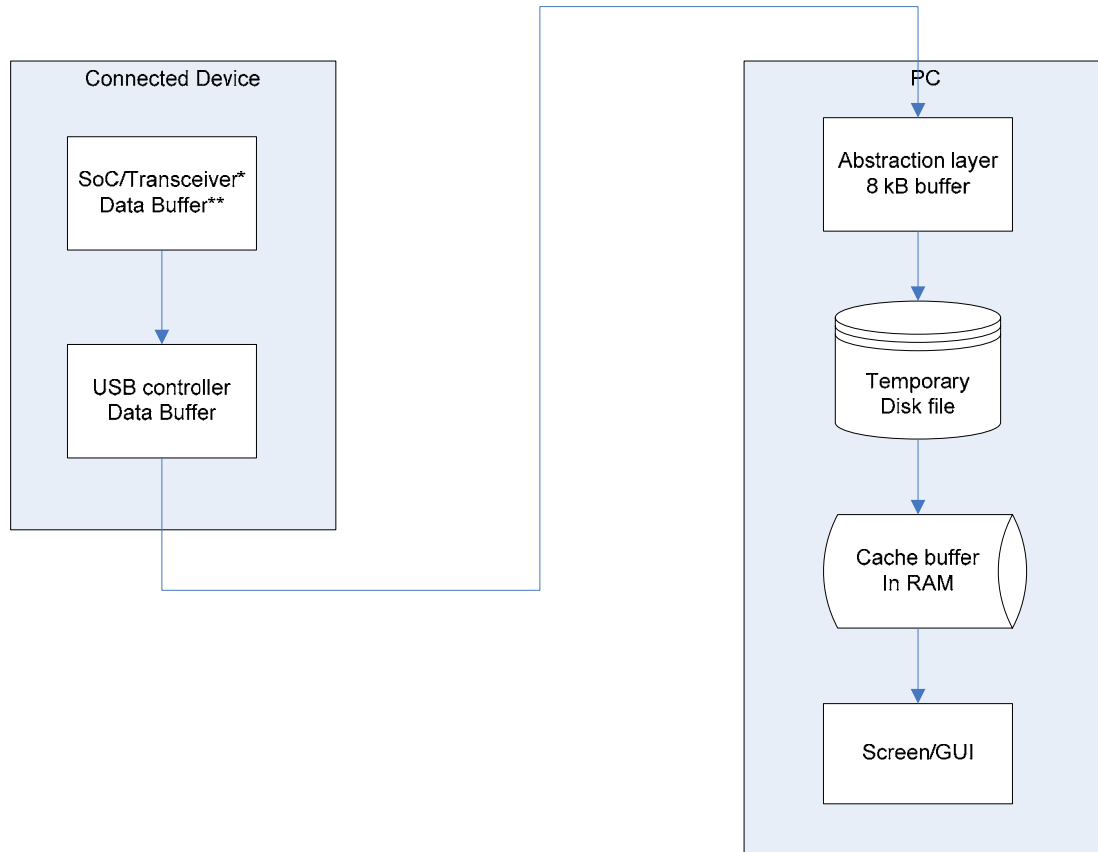 Connected Device
SoC/Transceiver*
Data Buffer**
USB controller
Data Buffer
PC
Abstraction layer
8 kB buffer
Temporary
Disk file
Cache buffer
In RAM
Screen/GUI